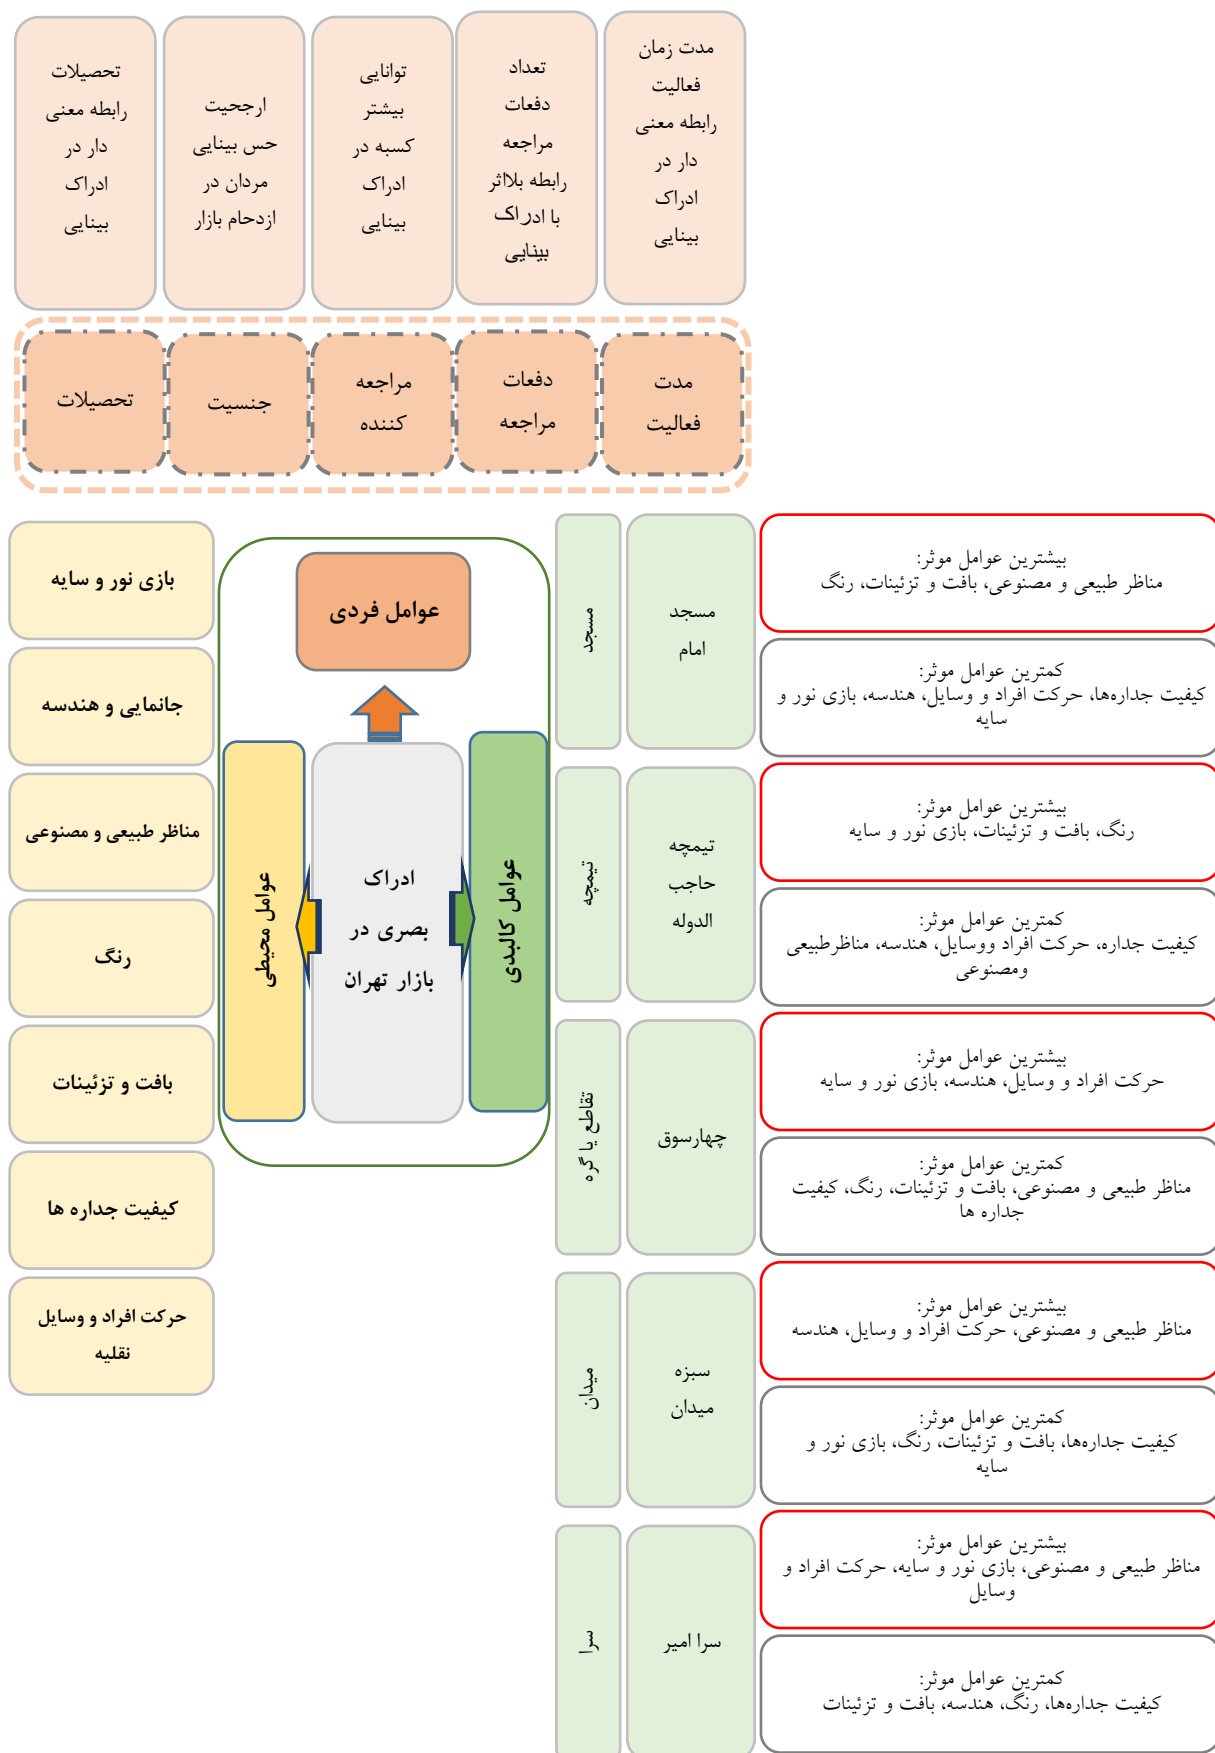 مدت زمان
فعالیت
رابطه معنی
دار در
ادراک
بینایی
تعداد
دفعات
مراجعه
رابطه بلااثر
با ادراک
بینایی
توانایی
بیشتر
کسبه در
ادراک
بینایی
ارجحیت
حس بینایی
مردان در
ازدحام بازار
تحصیلات
رابطه معنی
دار در
ادراک
بینایی
مدت
فعالیت
دفعات
مراجعه
مراجعه
کننده
جنسیت
تحصیلات
بیشترین عوامل موثر:
مناظر طبیعی و مصنوعی، بافت و تزئینات، رنگ
کمترین عوامل موثر:
کیفیت جداره‌ها، حرکت افراد و وسایل، هندسه، بازی نور و
سایه
مسجد
امام
مسجد
بیشترین عوامل موثر:
رنگ، بافت و تزئینات، بازی نور و سایه
کمترین عوامل موثر:
کیفیت جداره، حرکت افراد ووسایل، هندسه، مناظرطبیعی
ومصنوعی
تیمچه
حاجب
الدوله
تیمچه
بیشترین عوامل موثر:
حرکت افراد و وسایل، هندسه، بازی نور و سایه
کمترین عوامل موثر:
مناظر طبیعی و مصنوعی، بافت و تزئینات، رنگ، کیفیت
جداره ها
چهارسوق
تقاطع یا گره
بیشترین عوامل موثر:
مناظر طبیعی و مصنوعی، حرکت افراد و وسایل، هندسه
کمترین عوامل موثر:
کیفیت جداره‌ها، بافت و تزئینات، رنگ، بازی نور و
سایه
سبزه
میدان
میدان
بیشترین عوامل موثر:
مناظر طبیعی و مصنوعی، بازی نور و سایه، حرکت افراد و
وسایل
کمترین عوامل موثر:
کیفیت جداره‌ها، رنگ، هندسه، بافت و تزئینات
سرا امیر
سرا
عوامل فردی
عوامل کالبدی
ادراک
بصری در
بازار تهران
عوامل محیطی
بازی نور و سایه
جانمایی و هندسه
مناظر طبیعی و مصنوعی
رنگ
بافت و تزئینات
کیفیت جداره ها
حرکت افراد و وسایل
نقلیه